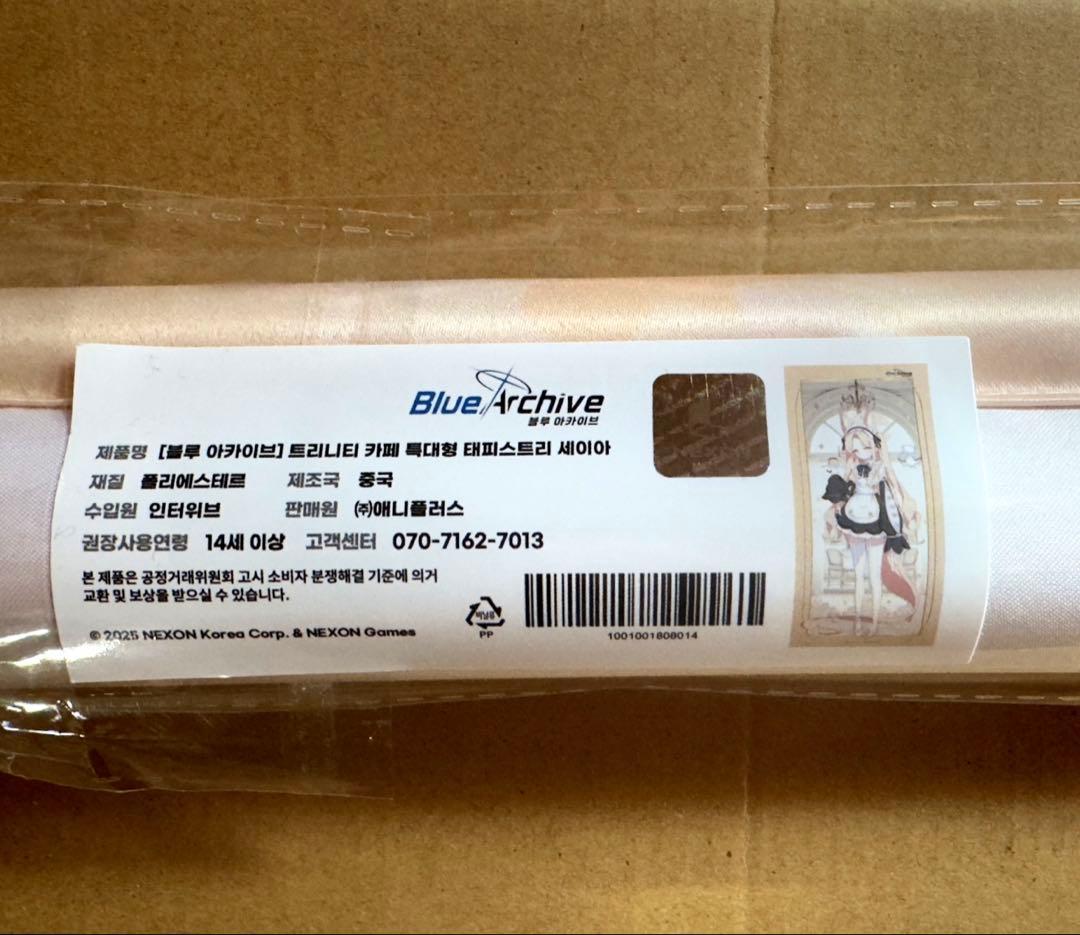 Blue Archive
블루 아카이브
제품명 [블루 아카이브] 트리니티 카페 특대형 태피스트리 세이아
재질 폴리에스테르 제조국 중국
수입원 인터위브 판매원 ㈜애니플러스
권장사용연령 14세 이상 고객센터 070-7162-7013
본 제품은 공정거래위원회 고시 소비자 분쟁해결 기준에 의거
교환 및 보상을 받으실 수 있습니다.
비닐류
PP
© 2025 NEXON Korea Corp. & NEXON Games
1001001808014